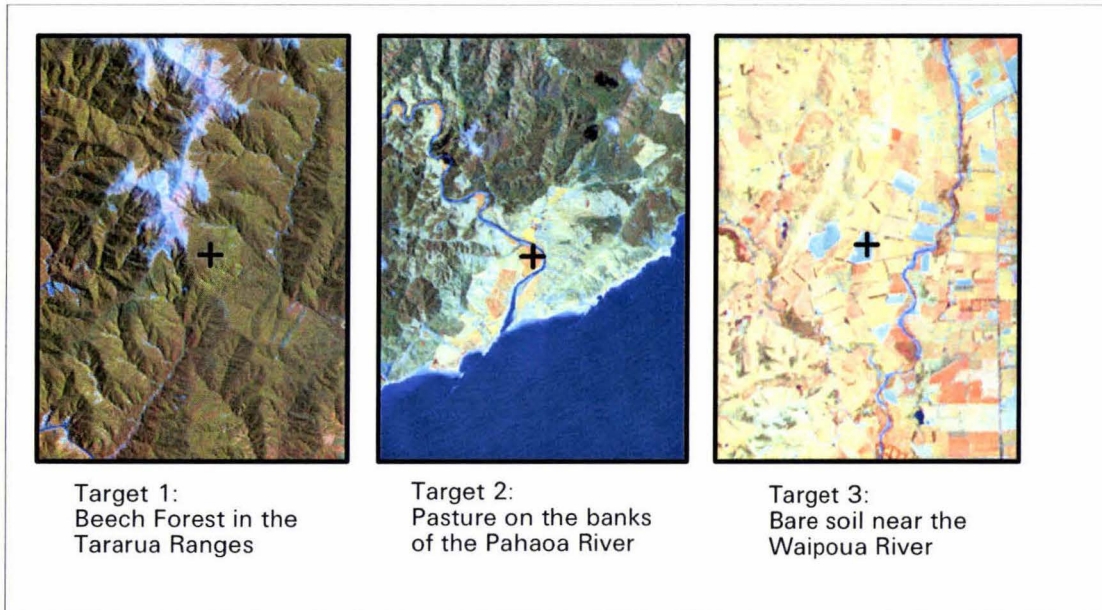 Target 1:
Beech Forest in the
Tararua Ranges
Target 2:
Pasture on the banks
of the Pahaoa River
Target 3:
Bare soil near the
Waipoua River